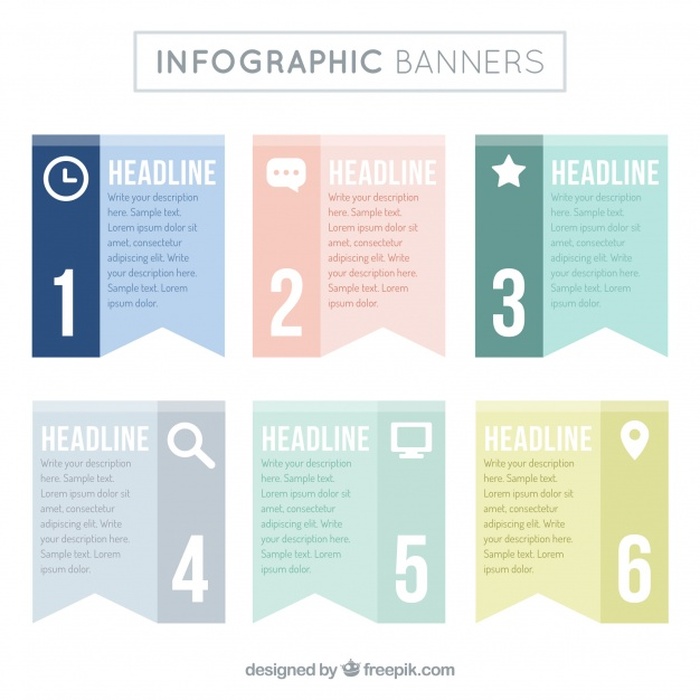 INFOGRAPHIC BANNERS
HEADLINE
Write your description
here. Sample text.
Lorem ipsum dolor sit
amet, consectetur
adipiscing elit. Write
your description here.
Sample text. Lorem
ipsum dolor.
1
HEADLINE
Write your description
here. Sample text.
Lorem ipsum dolor sit
amet, consectetur
adipiscing elit. Write
your description here.
Sample text. Lorem
ipsum dolor.
2
HEADLINE
Write your description
here. Sample text.
Lorem ipsum dolor sit
amet, consectetur
adipiscing elit. Write
your description here.
Sample text. Lorem
ipsum dolor.
3
HEADLINE
Write your description
here. Sample text.
Lorem ipsum dolor sit
amet, consectetur
adipiscing elit. Write
your description here.
Sample text. Lorem
ipsum dolor.
4
HEADLINE
Write your description
here. Sample text.
Lorem ipsum dolor sit
amet, consectetur
adipiscing elit. Write
your description here.
Sample text. Lorem
ipsum dolor.
5
HEADLINE
Write your description
here. Sample text.
Lorem ipsum dolor sit
amet, consectetur
adipiscing elit. Write
your description here.
Sample text. Lorem
ipsum dolor.
6
designed by freepik.com